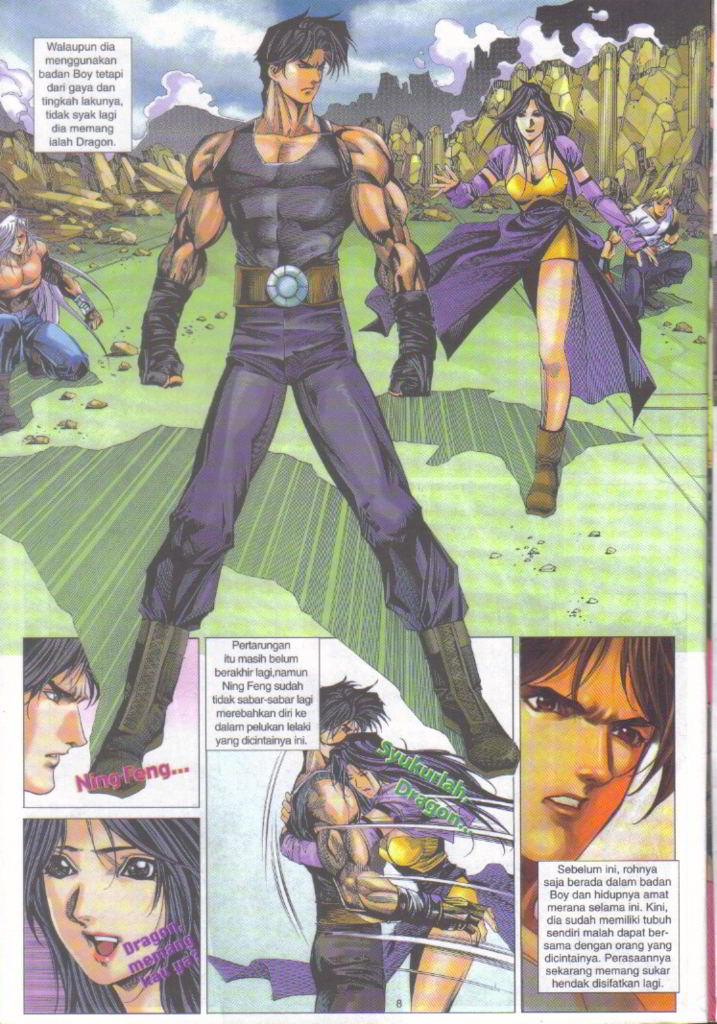 Walaupun dia
menggunakan
badan Boy tetapi
dari gaya dan
tingkah lakunya,
tidak syak lagi
dia memang
ialah Dragon.
Ning Feng...
Dragon,
memang
kau ge?
Pertarungan
itu masih belum
berakhir lagi,namun
Ning Feng sudah
tidak sabar-sabar lagi
merebahkan diri ke
dalam pelukan lelaki
yang dicintainya ini.
Syukurlah,
Dragon...
Sebelum ini, rohnya
saja berada dalam badan
Boy dan hidupnya amat
merana selama ini. Kini,
dia sudah memiliki tubuh
sendiri malah dapat ber-
sama dengan orang yang
dicintainya. Perasaannya
sekarang memang sukar
hendak disifatkan lagi.
8